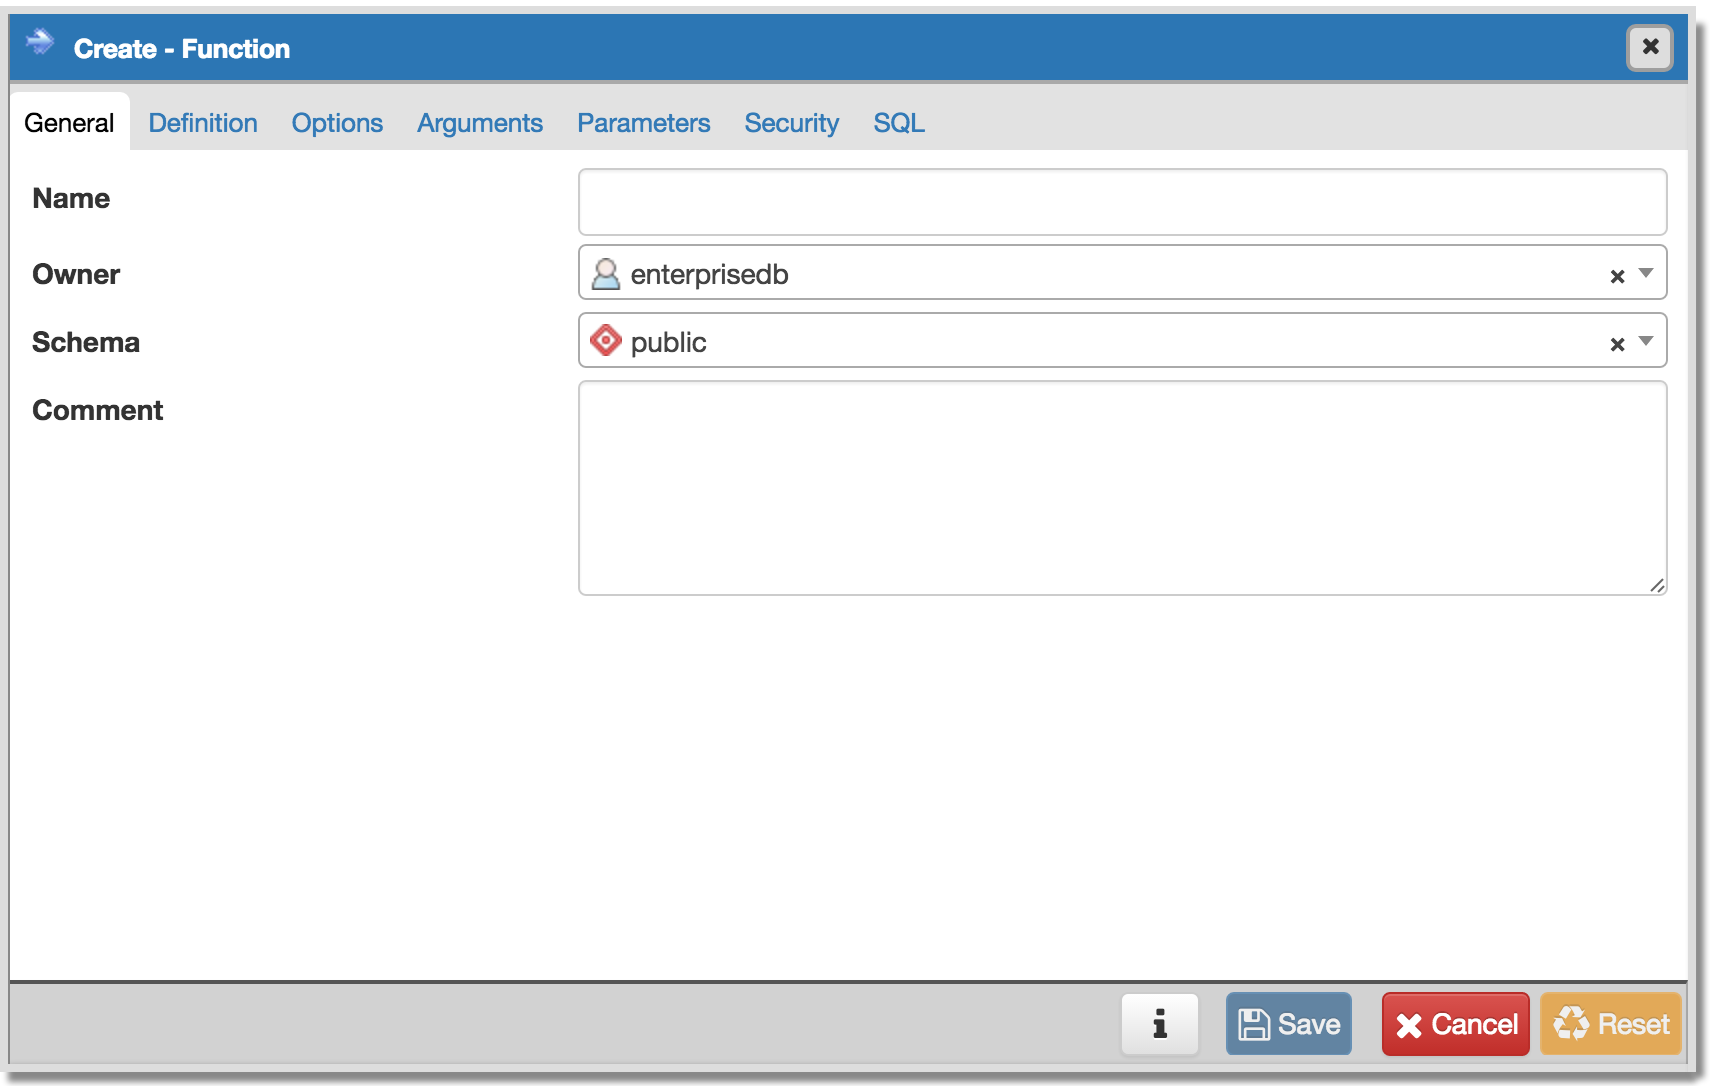 Create - Function
General Definition Options Arguments Parameters Security SQL
Name
Owner enterprisedb
Schema public
Comment
Save Cancel Reset